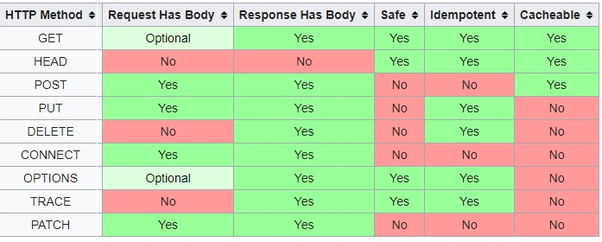 HTTP Method Request Has Body Response Has Body Safe Idempotent Cacheable
GET Optional Yes Yes Yes Yes
HEAD No No Yes Yes Yes
POST Yes Yes No No Yes
PUT Yes Yes No Yes No
DELETE No Yes No Yes No
CONNECT Yes Yes No No No
OPTIONS Optional Yes Yes Yes No
TRACE No Yes Yes Yes No
PATCH Yes Yes No No No